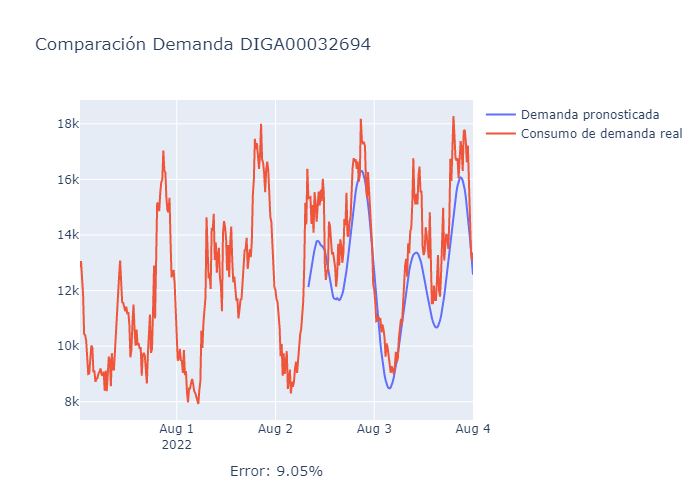 Comparación Demanda DIGA00032694
Demanda pronosticada
Consumo de demanda real
18k
16k
14k
12k
10k
8k
Aug 1
2022
Aug 2
Aug 3
Aug 4
Error: 9.05%